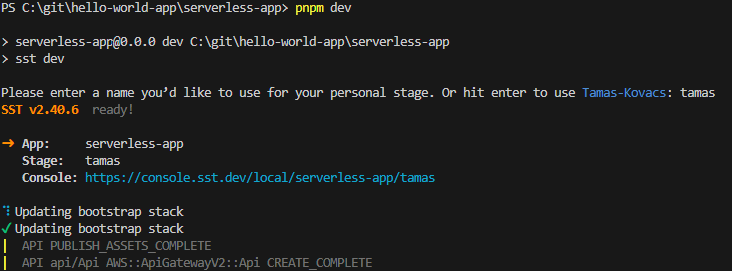 PS C:\git\hello-world-app\serverless-app> pnpm dev
> serverless-app@0.0.0 dev C:\git\hello-world-app\serverless-app
> sst dev
Please enter a name you’d like to use for your personal stage. Or hit enter to use Tamas-Kovacs: tamas
SST v2.40.6 ready!
➜ App: serverless-app
Stage: tamas
Console: https://console.sst.dev/local/serverless-app/tamas
⠹ Updating bootstrap stack
✓ Updating bootstrap stack
| API PUBLISH_ASSETS_COMPLETE
| API api/Api AWS::ApiGatewayV2::Api CREATE_COMPLETE